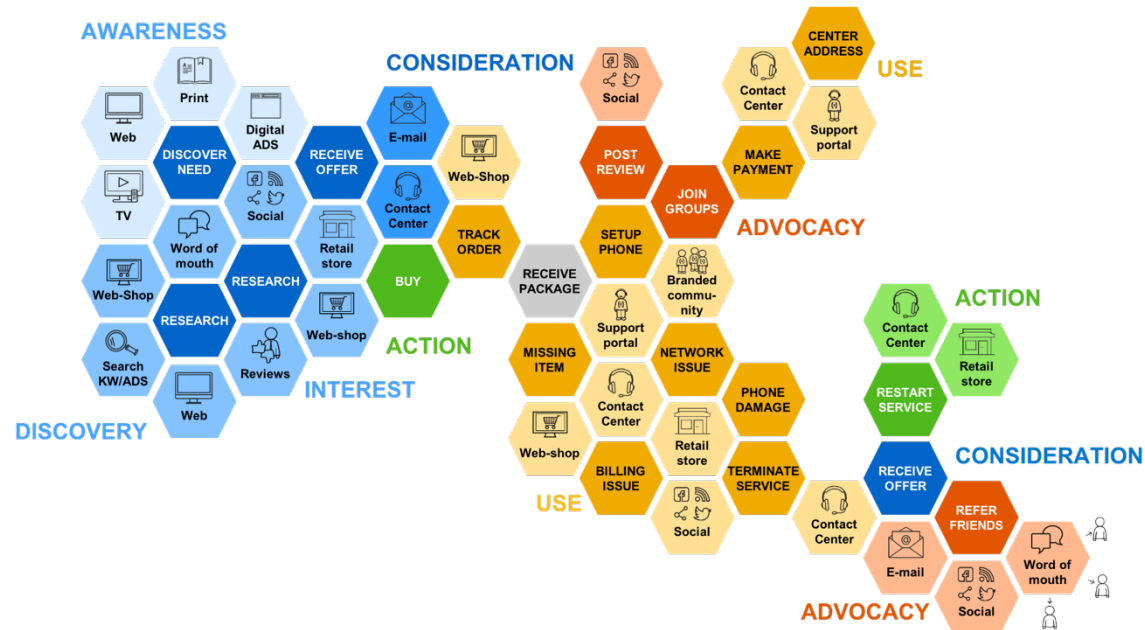 AWARENESS
Print
Web
Digital
ADS
DISCOVER
NEED
TV
Social
Word of
mouth
Web-Shop
RESEARCH
RESEARCH
Search
KW/ADS
Web
Reviews
DISCOVERY
INTEREST
CONSIDERATION
RECEIVE
OFFER
E-mail
Contact
Center
Retail
store
Web-shop
BUY
ACTION
Web-Shop
TRACK
ORDER
RECEIVE
PACKAGE
Social
POST
REVIEW
JOIN
GROUPS
ADVOCACY
SETUP
PHONE
Branded
commu-
nity
Support
portal
MISSING
ITEM
NETWORK
ISSUE
Contact
Center
Web-shop
BILLING
ISSUE
USE
Retail
store
Social
PHONE
DAMAGE
TERMINATE
SERVICE
CENTER
ADDRESS
USE
Contact
Center
Support
portal
MAKE
PAYMENT
ACTION
Contact
Center
Retail
store
RESTART
SERVICE
CONSIDERATION
RECEIVE
OFFER
Contact
Center
REFER
FRIENDS
E-mail
Social
Word of
mouth
ADVOCACY